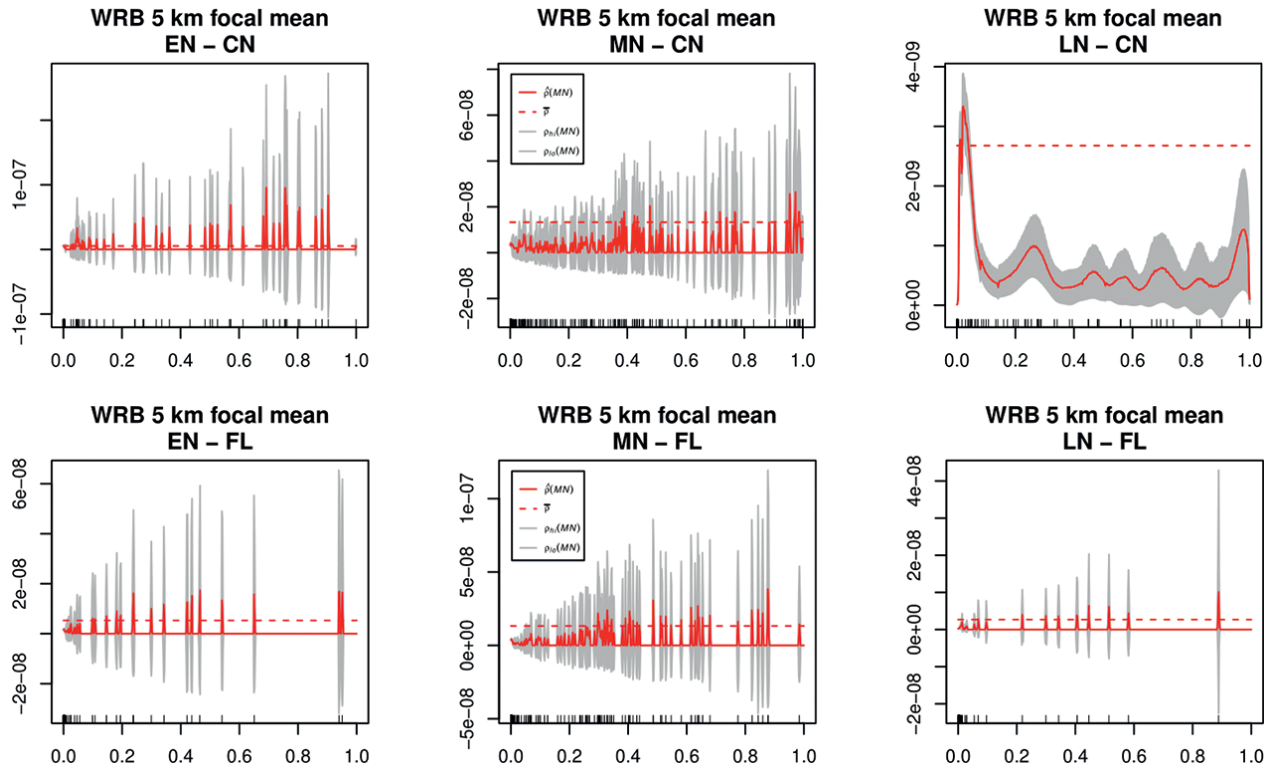 WRB 5 km focal mean
EN – CN
1e−07
−1e−07
0.0 0.2 0.4 0.6 0.8 1.0
WRB 5 km focal mean
MN – CN
6e−08
2e−08
−2e−08
ρ̂(MN)
ρ̅
ρhi(MN)
ρlo(MN)
0.0 0.2 0.4 0.6 0.8 1.0
WRB 5 km focal mean
LN – CN
4e−09
2e−09
0e+00
0.0 0.2 0.4 0.6 0.8 1.0
WRB 5 km focal mean
EN – FL
6e−08
2e−08
−2e−08
0.0 0.2 0.4 0.6 0.8 1.0
WRB 5 km focal mean
MN – FL
1e−07
5e−08
0e+00
−5e−08
ρ̂(MN)
ρ̅
ρhi(MN)
ρlo(MN)
0.0 0.2 0.4 0.6 0.8 1.0
WRB 5 km focal mean
LN – FL
4e−08
2e−08
0e+00
−2e−08
0.0 0.2 0.4 0.6 0.8 1.0